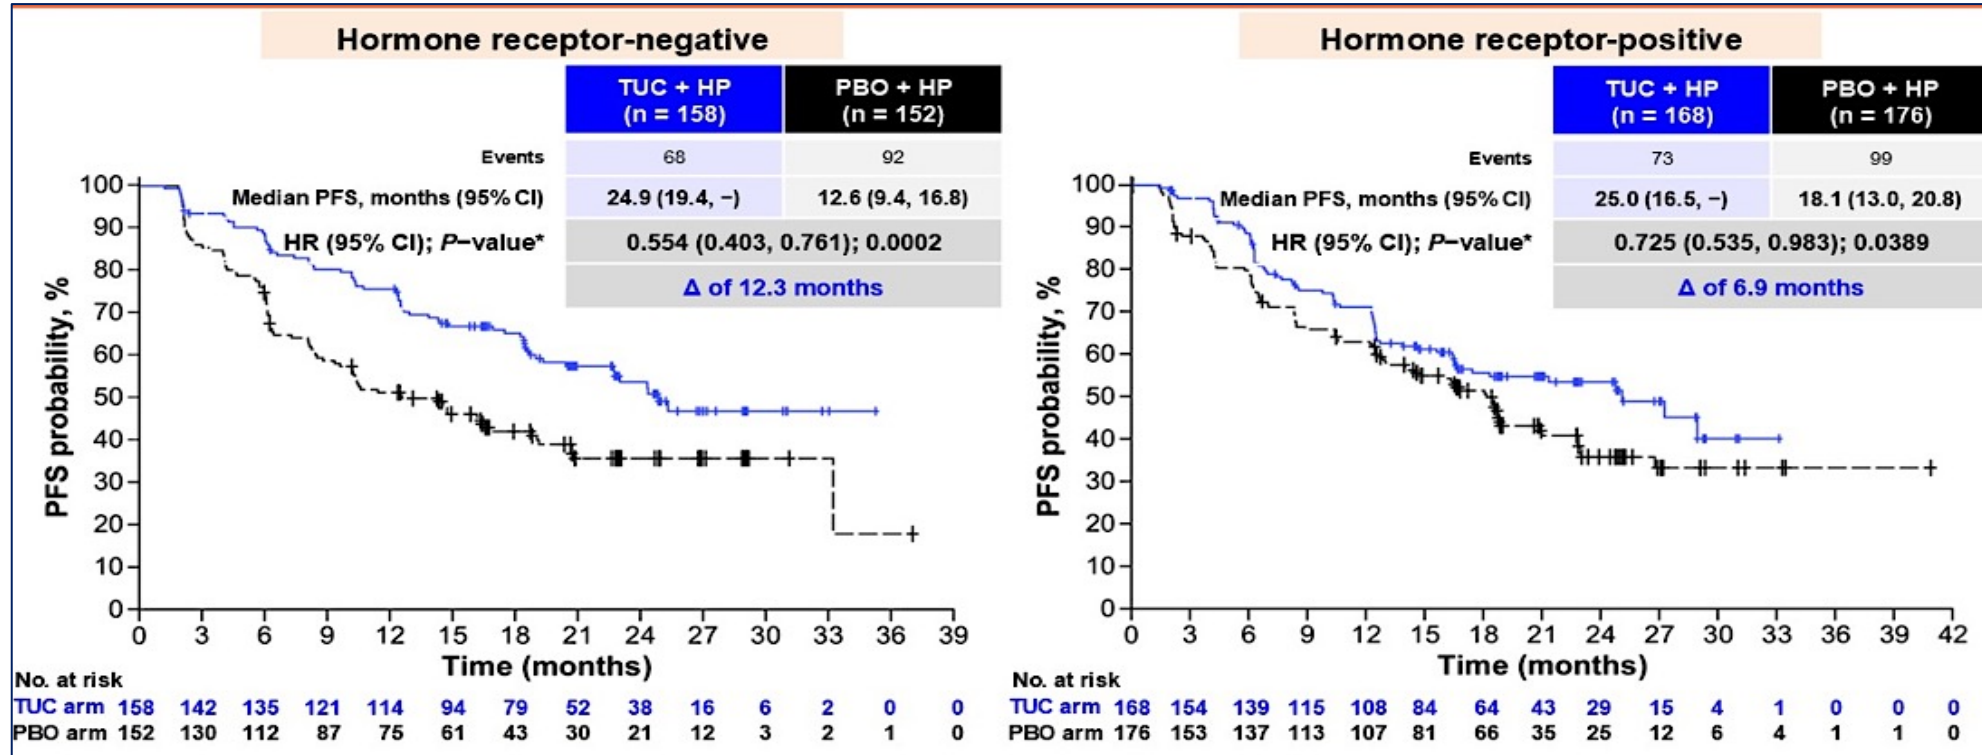 Hormone receptor-negative
TUC + HP (n = 158) PBO + HP (n = 152)
Events 68 92
Median PFS, months (95% CI) 24.9 (19.4, −) 12.6 (9.4, 16.8)
HR (95% CI); P−value* 0.554 (0.403, 0.761); 0.0002
Δ of 12.3 months
PFS probability, %
100
90
80
70
60
50
40
30
20
10
0
0 3 6 9 12 15 18 21 24 27 30 33 36 39
Time (months)
No. at risk
TUC arm 158 142 135 121 114 94 79 52 38 16 6 2 0 0
PBO arm 152 130 112 87 75 61 43 30 21 12 3 2 1 0
Hormone receptor-positive
TUC + HP (n = 168) PBO + HP (n = 176)
Events 73 99
Median PFS, months (95% CI) 25.0 (16.5, −) 18.1 (13.0, 20.8)
HR (95% CI); P−value* 0.725 (0.535, 0.983); 0.0389
Δ of 6.9 months
PFS probability, %
100
90
80
70
60
50
40
30
20
10
0
0 3 6 9 12 15 18 21 24 27 30 33 36 39 42
Time (months)
No. at risk
TUC arm 168 154 139 115 108 84 64 43 29 15 4 1 0 0 0
PBO arm 176 153 137 113 107 81 66 35 25 12 6 4 1 1 0